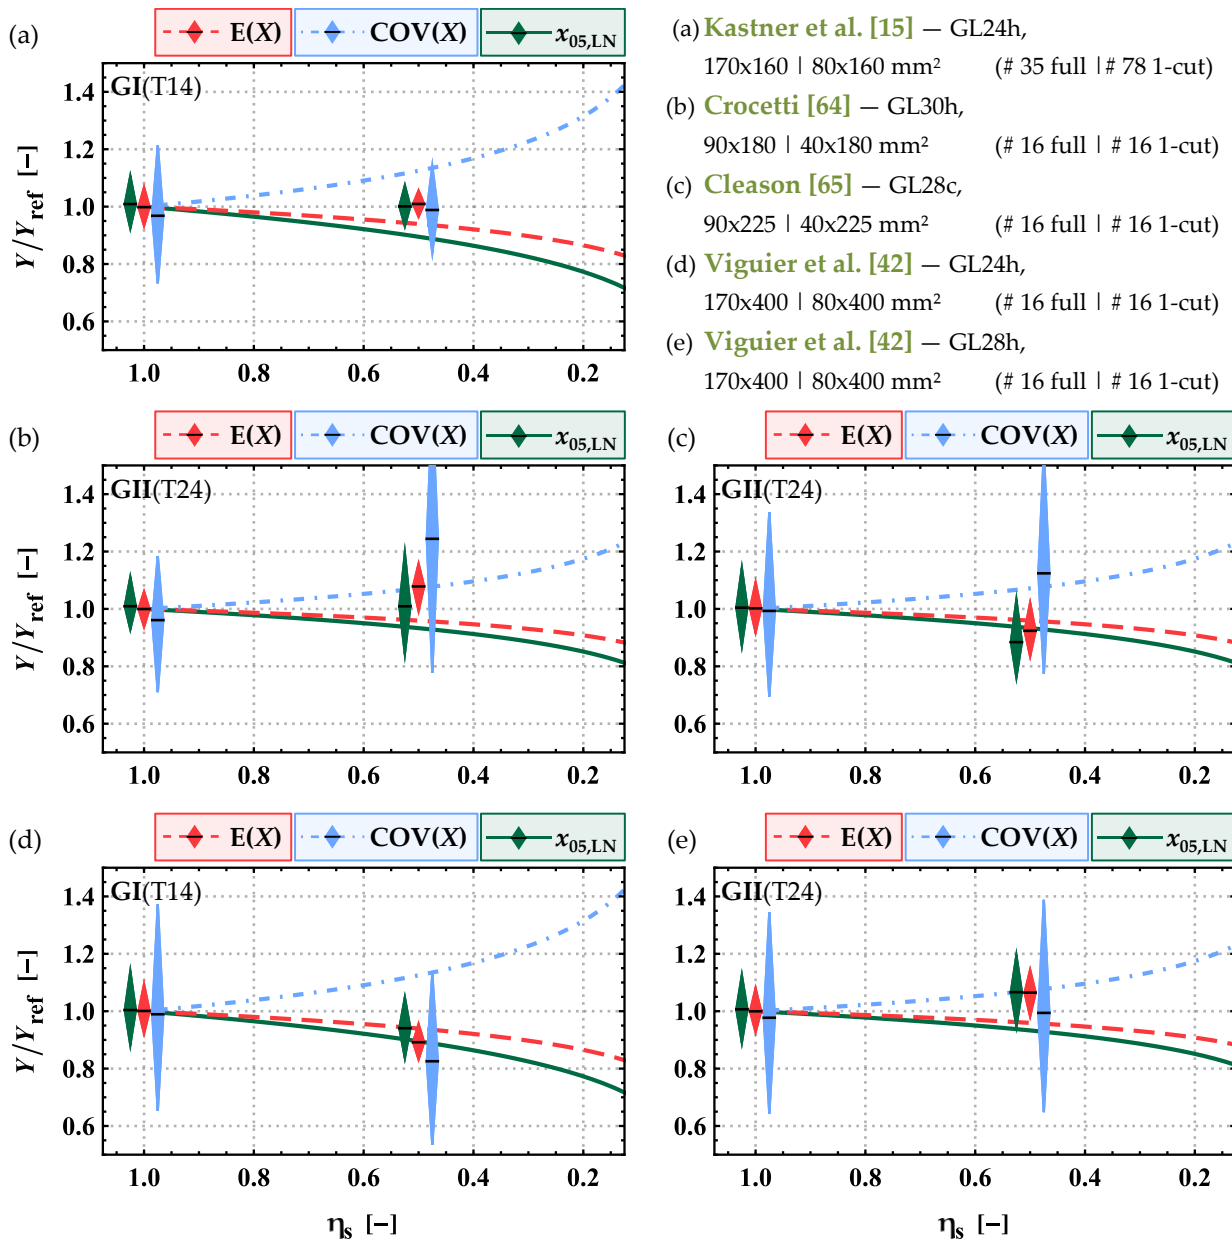 (a)
E(X)
COV(X)
x05,LN
GI(T14)
1.4
1.2
1.0
0.8
0.6
Y/Yref [–]
1.0 0.8 0.6 0.4 0.2
(a) Kastner et al. [15] — GL24h,
170x160 | 80x160 mm² (# 35 full | # 78 1-cut)
(b) Crocetti [64] — GL30h,
90x180 | 40x180 mm² (# 16 full | # 16 1-cut)
(c) Cleason [65] — GL28c,
90x225 | 40x225 mm² (# 16 full | # 16 1-cut)
(d) Viguier et al. [42] — GL24h,
170x400 | 80x400 mm² (# 16 full | # 16 1-cut)
(e) Viguier et al. [42] — GL28h,
170x400 | 80x400 mm² (# 16 full | # 16 1-cut)
(b)
E(X)
COV(X)
x05,LN
GII(T24)
1.4
1.2
1.0
0.8
0.6
Y/Yref [–]
1.0 0.8 0.6 0.4 0.2
(c)
E(X)
COV(X)
x05,LN
GII(T24)
1.4
1.2
1.0
0.8
0.6
1.0 0.8 0.6 0.4 0.2
(d)
E(X)
COV(X)
x05,LN
GI(T14)
1.4
1.2
1.0
0.8
0.6
Y/Yref [–]
1.0 0.8 0.6 0.4 0.2
ηs [–]
(e)
E(X)
COV(X)
x05,LN
GII(T24)
1.4
1.2
1.0
0.8
0.6
1.0 0.8 0.6 0.4 0.2
ηs [–]